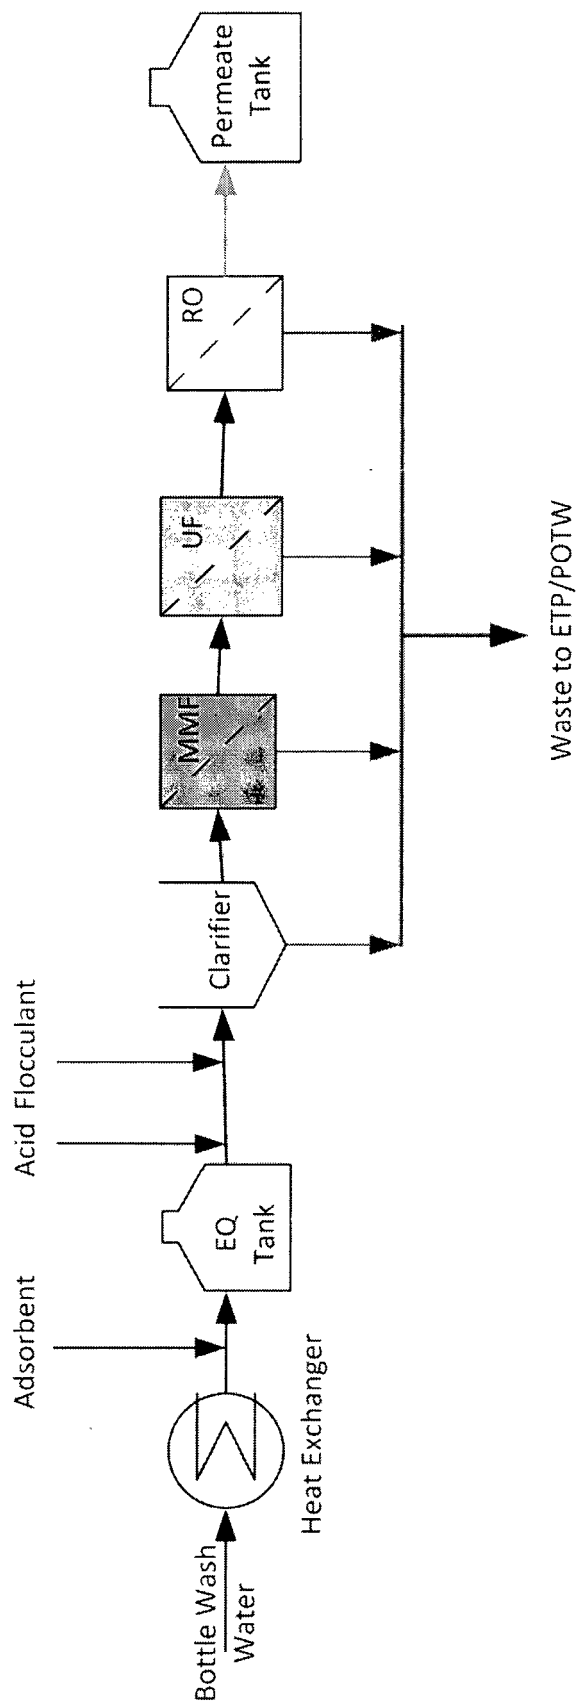 Bottle Wash
Water
Heat Exchanger
Adsorbent
EQ
Tank
Acid Flocculant
Clarifier
MMF
UF
RO
Permeate
Tank
Waste to ETP/POTW